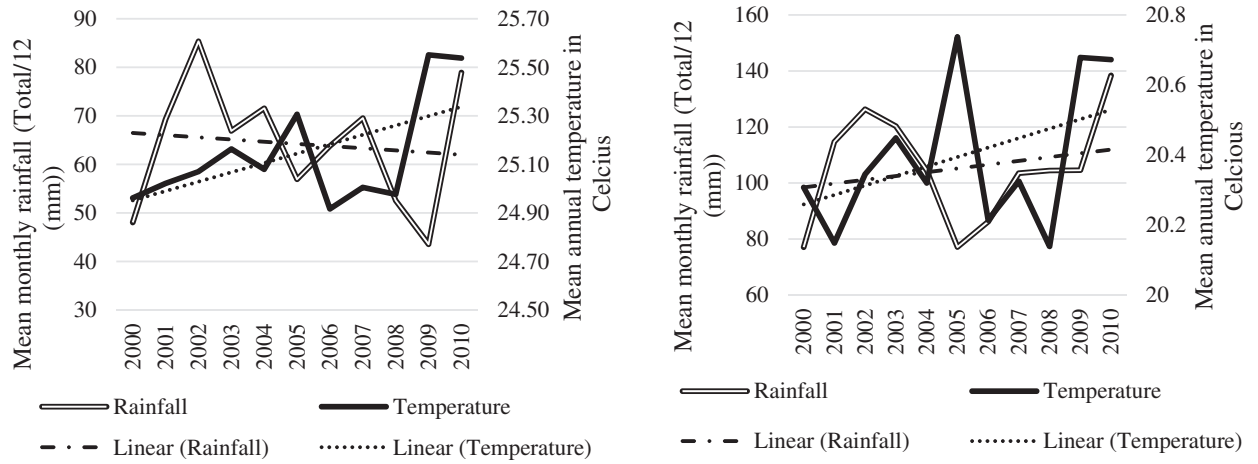 Mean monthly rainfall (Total/12
(mm))
90
80
70
60
50
40
30
25.70
25.50
25.30
25.10
24.90
24.70
24.50
Mean annual temperature in
Celcius
2000
2001
2002
2003
2004
2005
2006
2007
2008
2009
2010
Rainfall
Temperature
Linear (Rainfall)
Linear (Temperature)
Mean monthly rainfall (Total/12
(mm))
160
140
120
100
80
60
20.8
20.6
20.4
20.2
20
Mean anuual temperature in
Celcious
2000
2001
2002
2003
2004
2005
2006
2007
2008
2009
2010
Rainfall
Temperature
Linear (Rainfall)
Linear (Temperature)